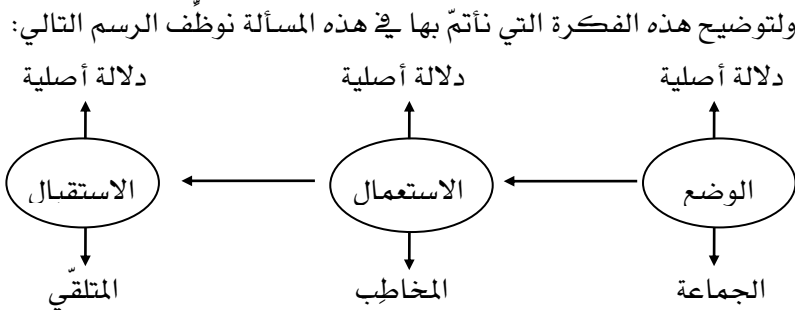 ولتوضيح هذه الفكرة التي نأتمّ بها في هذه المسألة نوظِّف الرسم التالي:
دلالة أصلية دلالة أصلية دلالة أصلية
الوضع الاستعمال الاستقبال
الجماعة المخاطِب المتلقّي